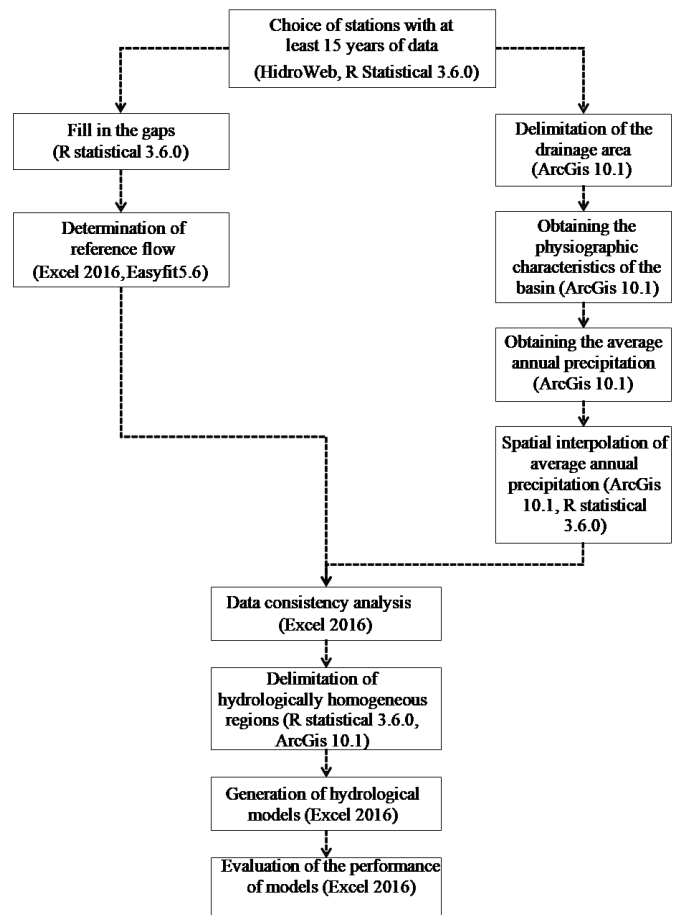 Choice of stations with at
least 15 years of data
(HidroWeb, R Statistical 3.6.0)
Fill in the gaps
(R statistical 3.6.0)
Determination of
reference flow
(Excel 2016,Easyfit5.6)
Delimitation of the
drainage area
(ArcGis 10.1)
Obtaining the
physiographic
characteristics of the
basin (ArcGis 10.1)
Obtaining the average
annual precipitation
(ArcGis 10.1)
Spatial interpolation of
average annual
precipitation (ArcGis
10.1, R statistical
3.6.0)
Data consistency analysis
(Excel 2016)
Delimitation of
hydrologically homogeneous
regions (R statistical 3.6.0,
ArcGis 10.1)
Generation of hydrological
models (Excel 2016)
Evaluation of the performance
of models (Excel 2016)